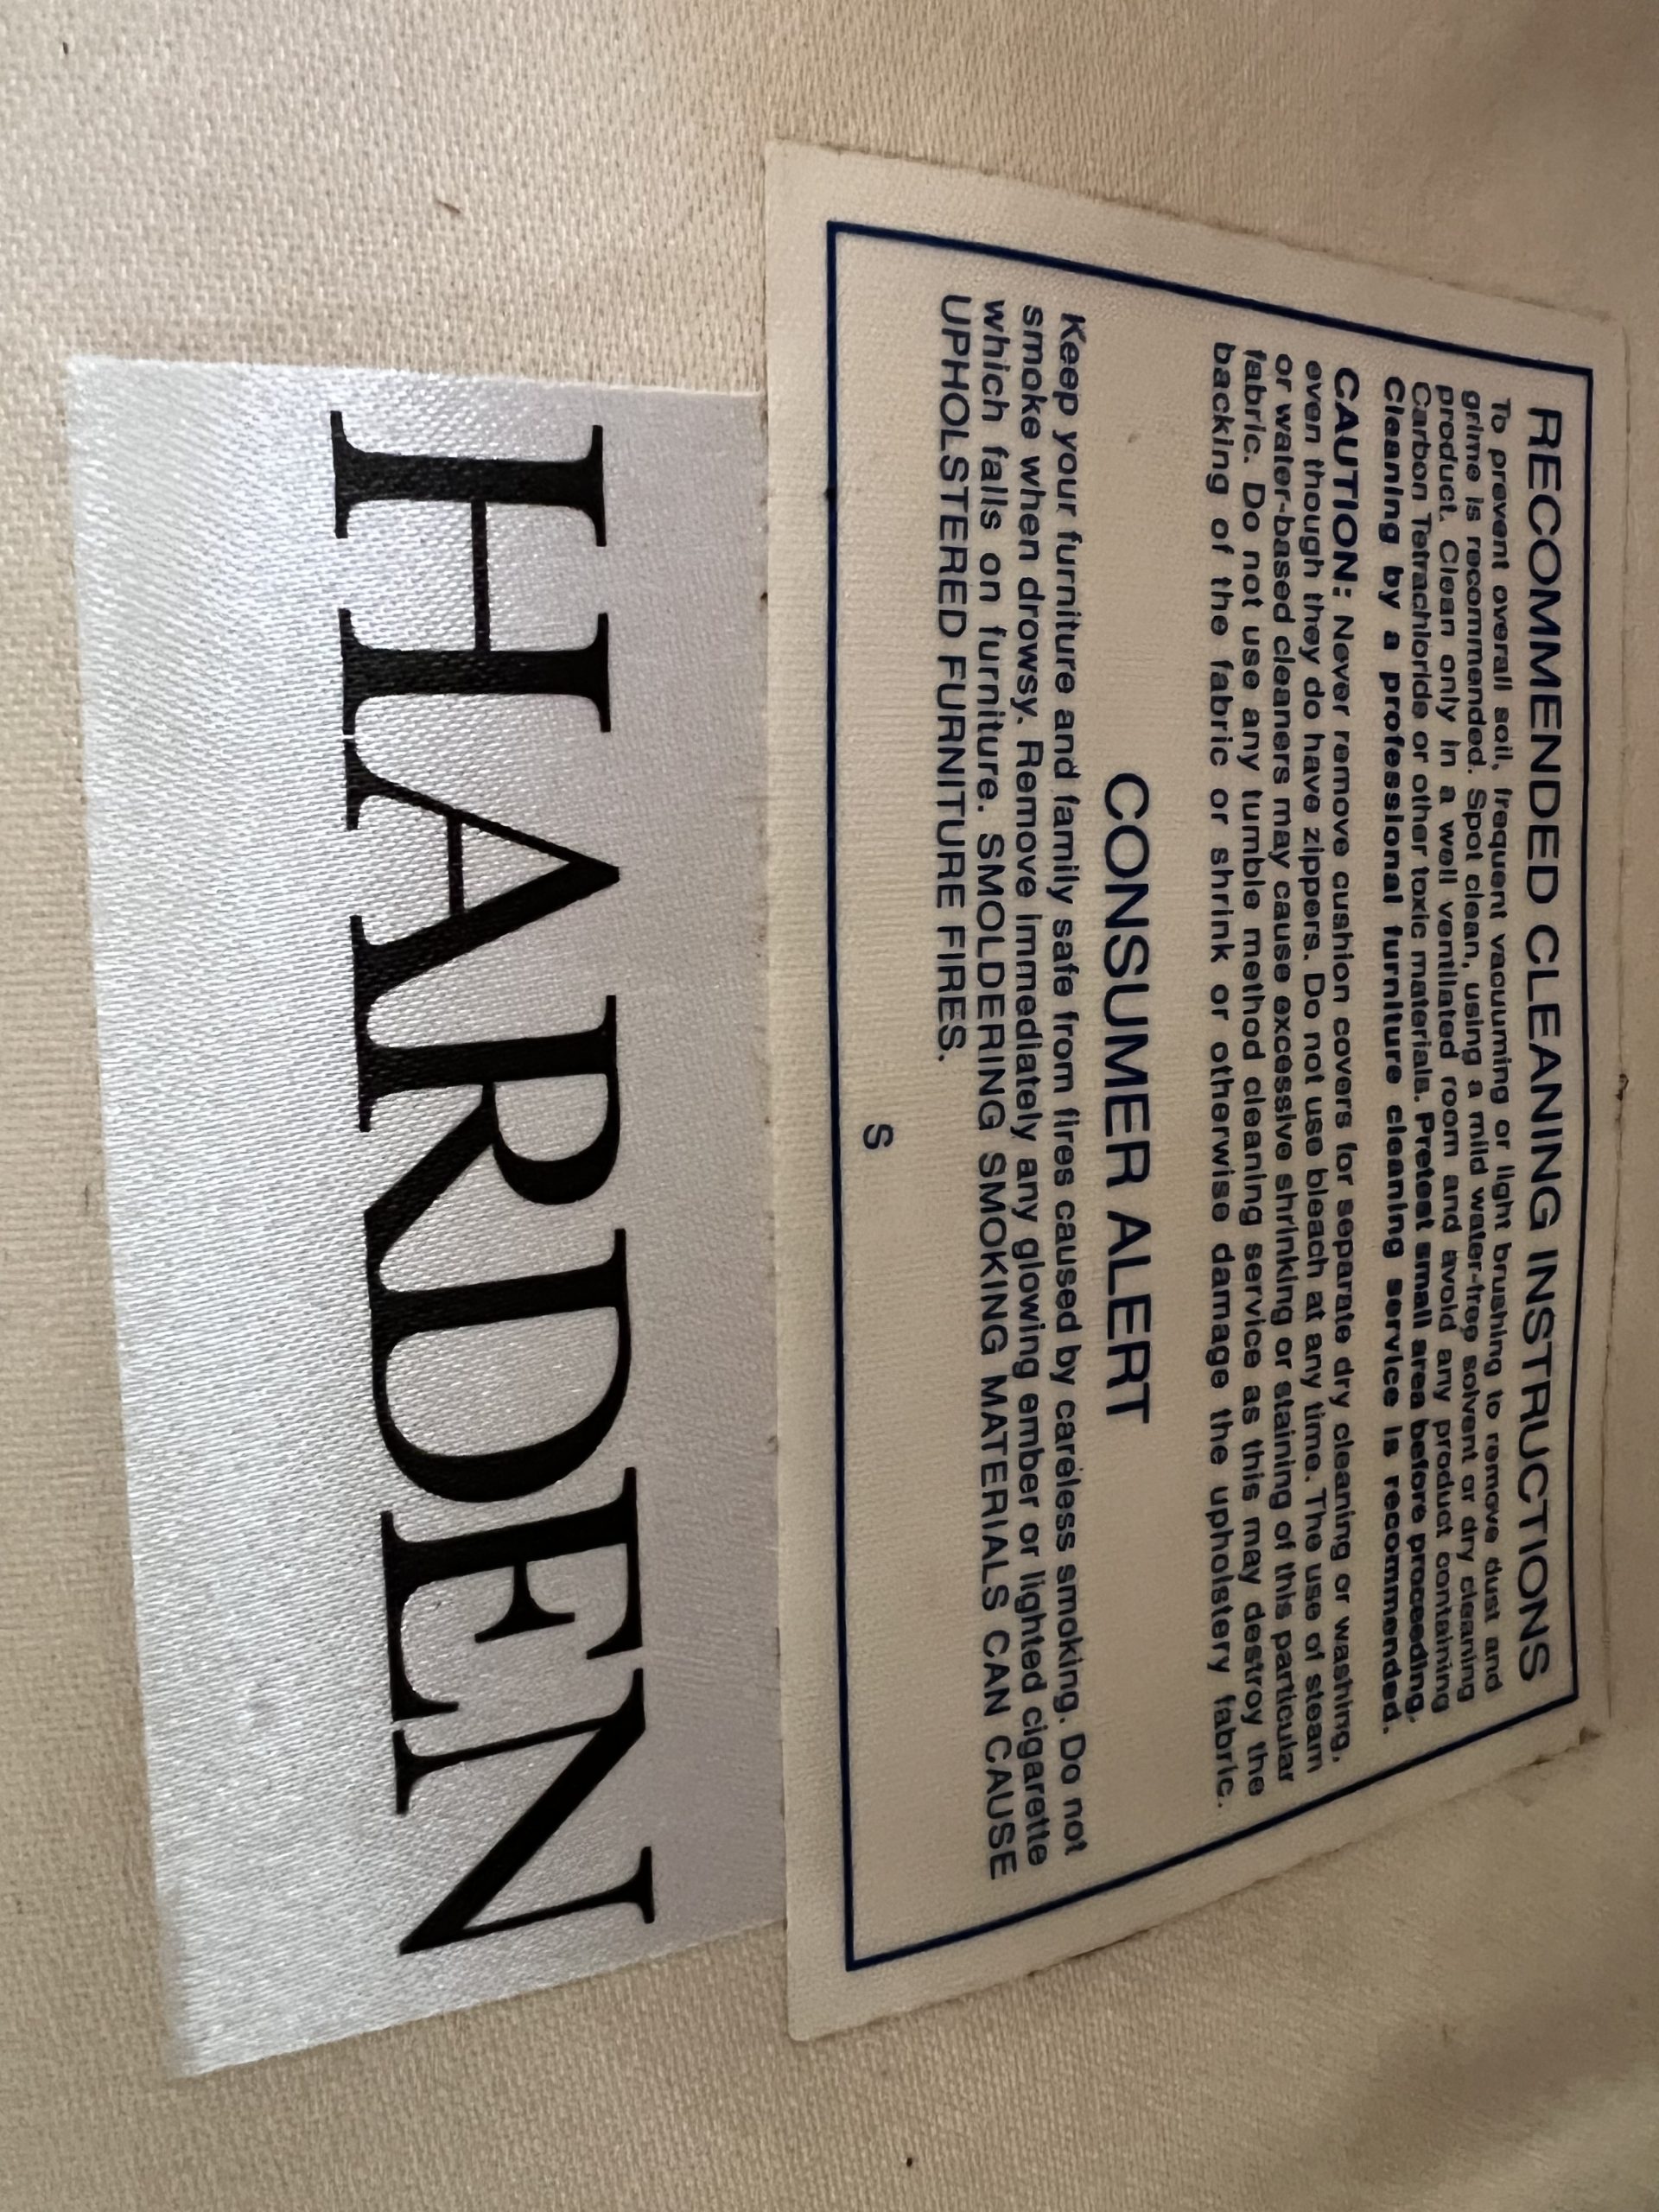 RECOMMENDED CLEANING INSTRUCTIONS
To prevent overall soil, frequent vacuuming or light brushing to remove dust and
grime is recommended. Spot clean, using a mild water-free solvent or dry cleaning
product. Clean only in a well ventilated room and avoid any product containing
Carbon Tetrachloride or other toxic materials. Pretest small area before proceeding.
Cleaning by a professional furniture cleaning service is recommended.
CAUTION: Never remove cushion covers for separate dry cleaning or washing,
even though they do have zippers. Do not use bleach at any time. The use of steam
or water-based cleaners may cause excessive shrinking or staining of this particular
fabric. Do not use any tumble method cleaning service as this may destroy the
backing of the fabric or shrink or otherwise damage the upholstery fabric.
CONSUMER ALERT
Keep your furniture and family safe from fires caused by careless smoking. Do not
smoke when drowsy. Remove immediately any glowing ember or lighted cigarette
which falls on furniture. SMOLDERING SMOKING MATERIALS CAN CAUSE
UPHOLSTERED FURNITURE FIRES.
S
HARDEN